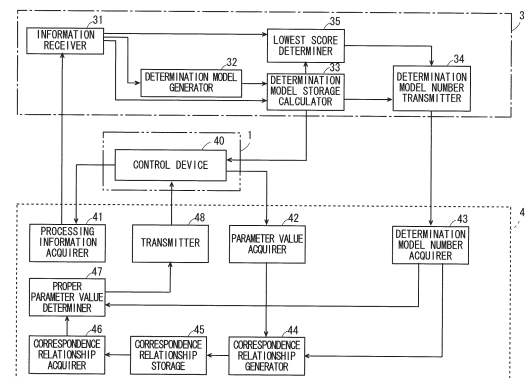 31
INFORMATION
RECEIVER
35
LOWEST SCORE
DETERMINER
3
32
DETERMINATION MODEL
GENERATOR
33
DETERMINATION
MODEL STORAGE
CALCULATOR
34
DETERMINATION
MODEL NUMBER
TRANSMITTER
40
1
CONTROL DEVICE
41
PROCESSING
INFORMATION
ACQUIRER
48
TRANSMITTER
42
PARAMETER VALUE
ACQUIRER
43
DETERMINATION
MODEL NUMBER
ACQUIRER
4
47
PROPER
PARAMETER VALUE
DETERMINER
46
CORRESPONDENCE
RELATIONSHIP
ACQUIRER
45
CORRESPONDENCE
RELATIONSHIP
STORAGE
44
CORRESPONDENCE
RELATIONSHIP
GENERATOR